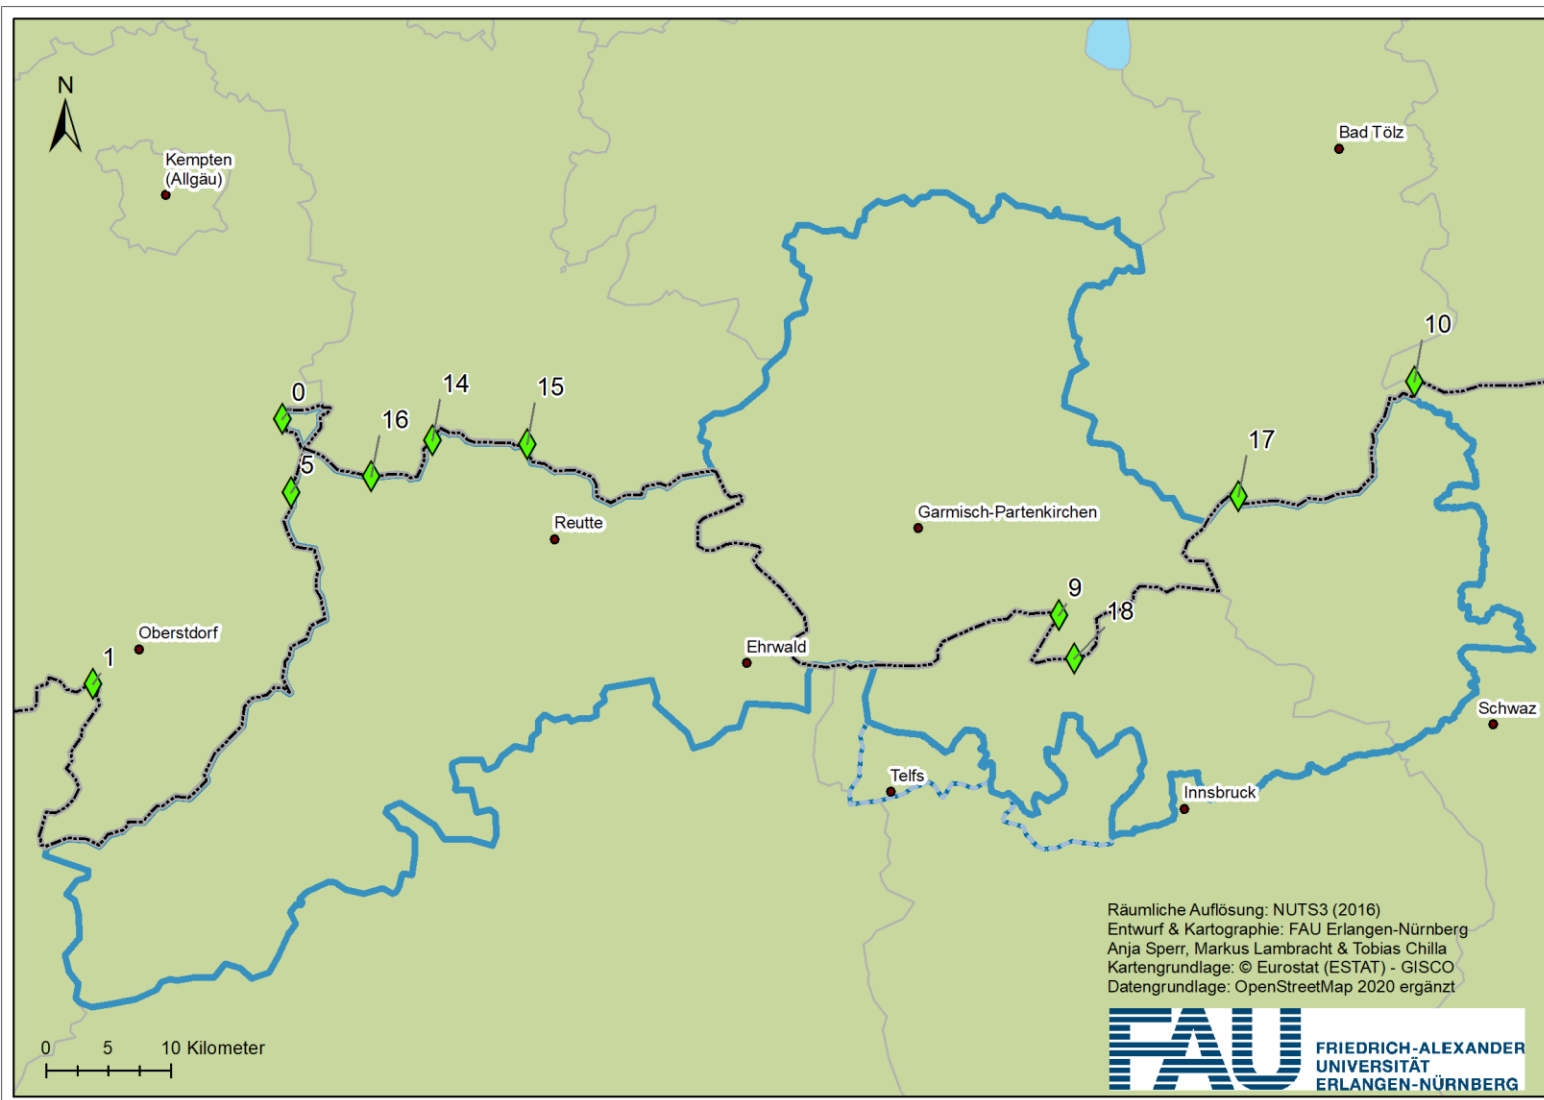 N
Bad Tölz
Kempten
(Allgäu)
10
0
14
15
16
17
5
Garmisch-Partenkirchen
Reutte
9
18
Oberstdorf
Ehrwald
1
Schwaz
Telfs
Innsbruck
Räumliche Auflösung: NUTS3 (2016)
Entwurf & Kartographie: FAU Erlangen-Nürnberg
Anja Sperr, Markus Lambracht & Tobias Chilla
Kartengrundlage: © Eurostat (ESTAT) - GISCO
Datengrundlage: OpenStreetMap 2020 ergänzt
0 5 10 Kilometer
FAU
FRIEDRICH-ALEXANDER
UNIVERSITÄT
ERLANGEN-NÜRNBERG